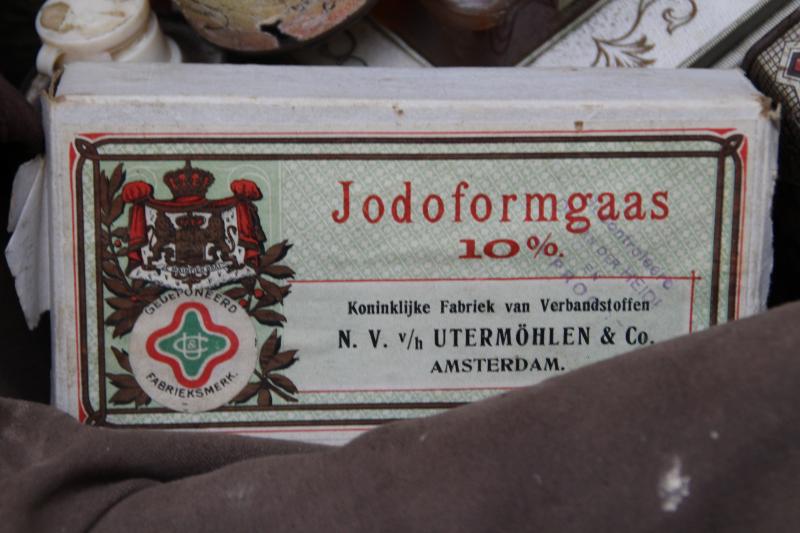 Jodoformgaas
10%.
Koninklijke Fabriek van Verbandstoffen
N. V. v/h UTERMÖHLEN & Co.
AMSTERDAM.
GEDEPONEERD
U&C
FABRIEKSMERK.